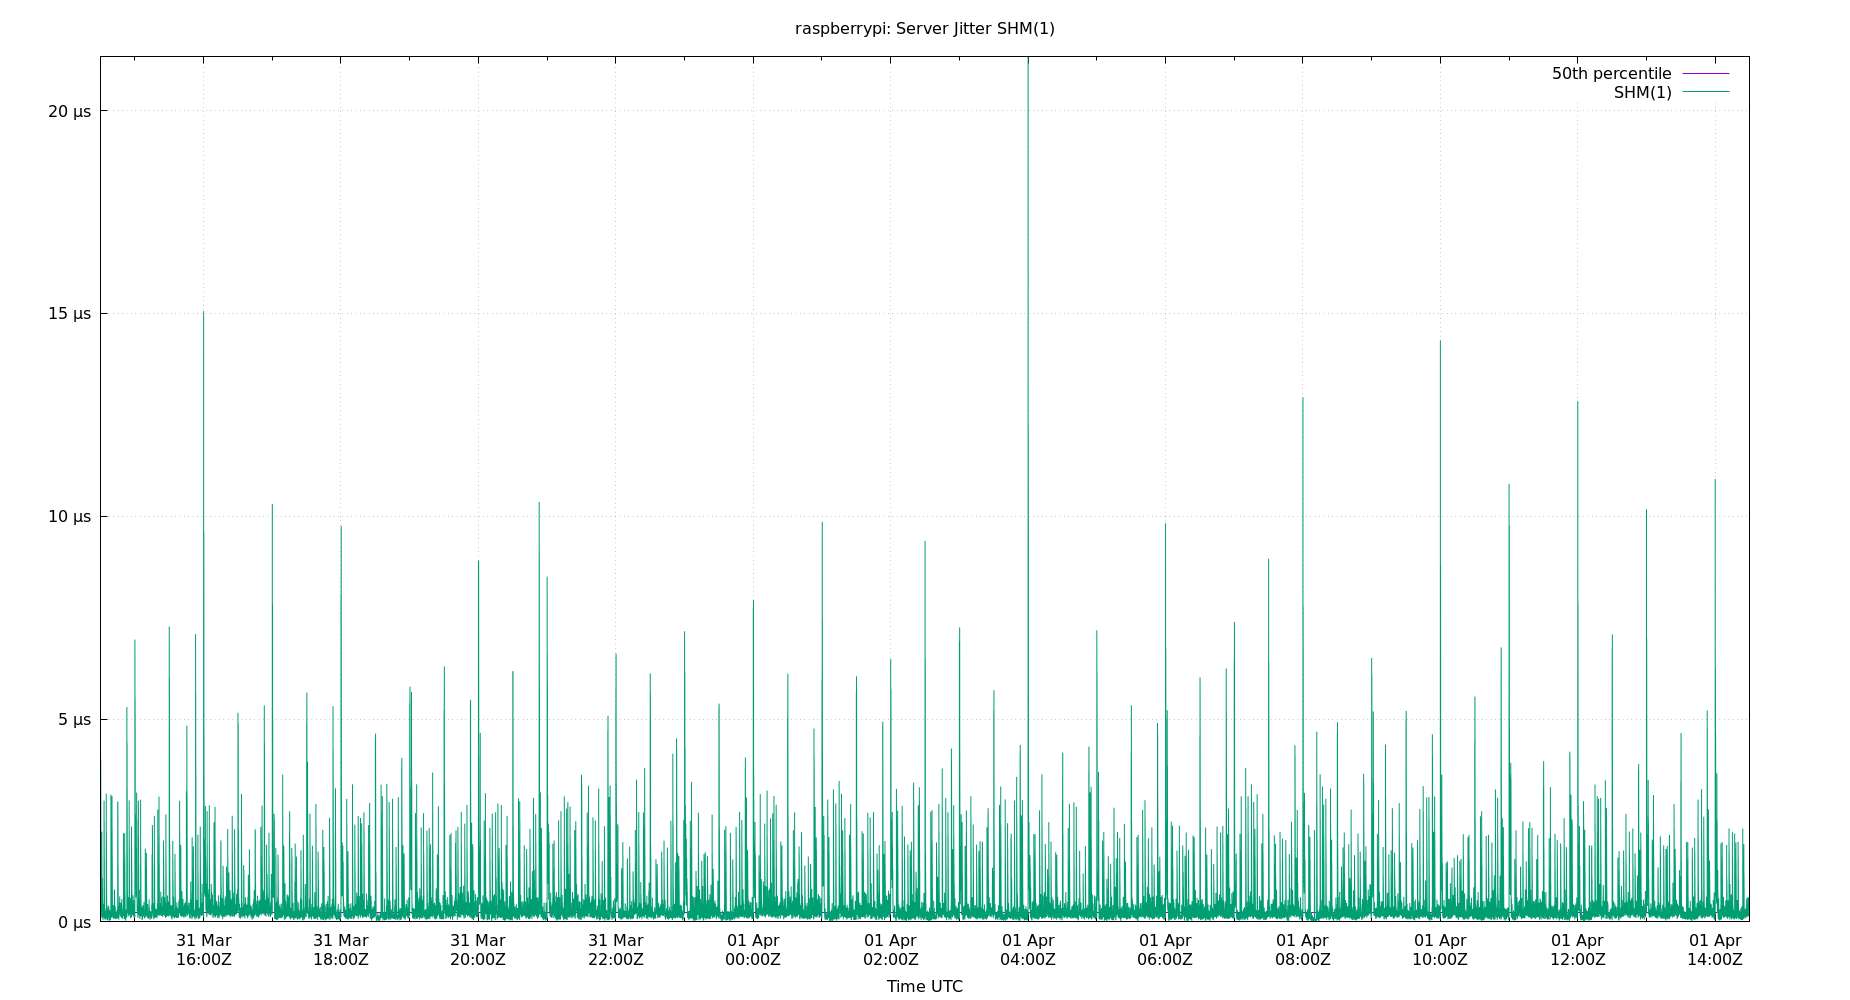 raspberrypi: Server Jitter SHM(1)
50th percentile
SHM(1)
20 µs
15 µs
10 µs
5 µs
0 µs
31 Mar 31 Mar 31 Mar 31 Mar 01 Apr 01 Apr 01 Apr 01 Apr 01 Apr 01 Apr 01 Apr 01 Apr
16:00Z 18:00Z 20:00Z 22:00Z 00:00Z 02:00Z 04:00Z 06:00Z 08:00Z 10:00Z 12:00Z 14:00Z
Time UTC